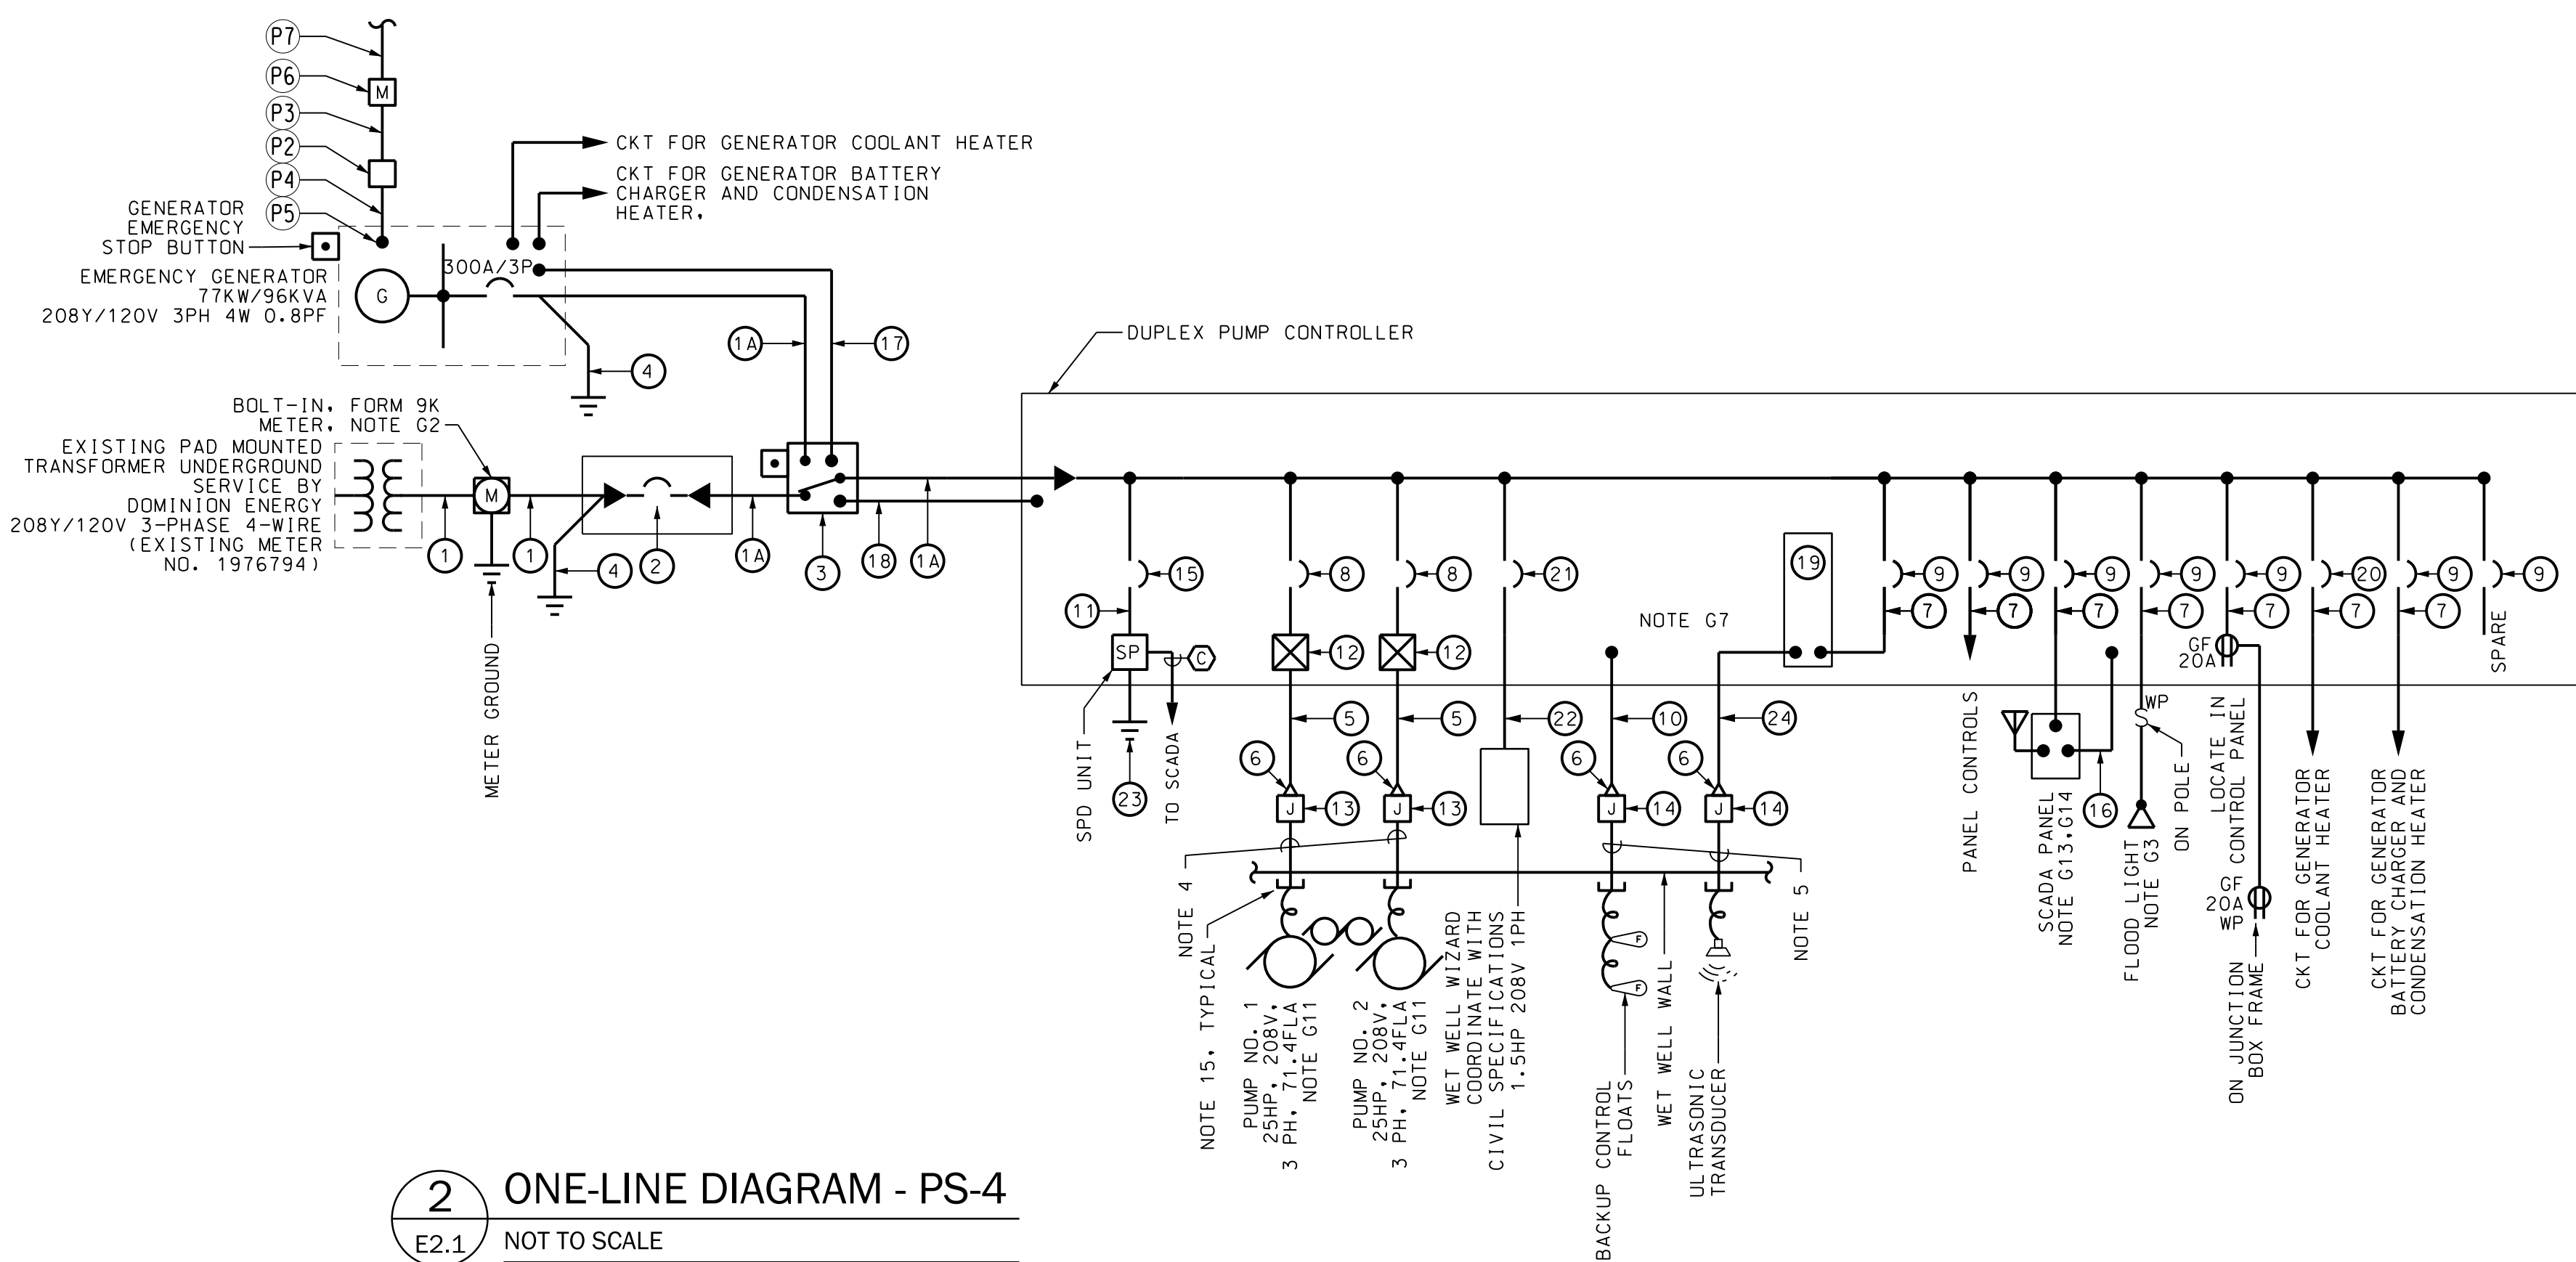 P7
P6
M
P3
P2
P4
P5
CKT FOR GENERATOR COOLANT HEATER
CKT FOR GENERATOR BATTERY
CHARGER AND CONDENSATION
HEATER.
GENERATOR
EMERGENCY
STOP BUTTON
EMERGENCY GENERATOR
77KW/96KVA
208Y/120V 3PH 4W 0.8PF
G
300A/3P
1A
17
4
DUPLEX PUMP CONTROLLER
BOLT-IN, FORM 9K
METER, NOTE G2
EXISTING PAD MOUNTED
TRANSFORMER UNDERGROUND
SERVICE BY
DOMINION ENERGY
208Y/120V 3-PHASE 4-WIRE
(EXISTING METER
NO. 1976794)
M
1
1
4
2
1A
3
18
1A
METER GROUND
15
8
8
21
19
9
9
9
9
9
20
9
9
11
NOTE G7
7
7
7
7
7
7
7
SPARE
SP
C
12
12
GF
20A
5
5
22
10
24
SPD UNIT
23
TO SCADA
6
6
6
6
J
13
J
13
J
14
J
14
PANEL CONTROLS
SCADA PANEL
NOTE G13,G14
16
WP
FLOOD LIGHT
NOTE G3
ON POLE
LOCATE IN
CONTROL PANEL
GF
20A
WP
ON JUNCTION
BOX FRAME
CKT FOR GENERATOR
COOLANT HEATER
CKT FOR GENERATOR
BATTERY CHARGER AND
CONDENSATION HEATER
NOTE 4
NOTE 15, TYPICAL
PUMP NO. 1
25HP, 208V,
3 PH, 71.4FLA
NOTE G11
PUMP NO. 2
25HP, 208V,
3 PH, 71.4FLA
NOTE G11
WET WELL WIZARD
COORDINATE WITH
CIVIL SPECIFICATIONS
1.5HP 208V 1PH
F
F
BACKUP CONTROL
FLOATS
WET WELL WALL
ULTRASONIC
TRANSDUCER
NOTE 5
2
E2.1
ONE-LINE DIAGRAM - PS-4
NOT TO SCALE